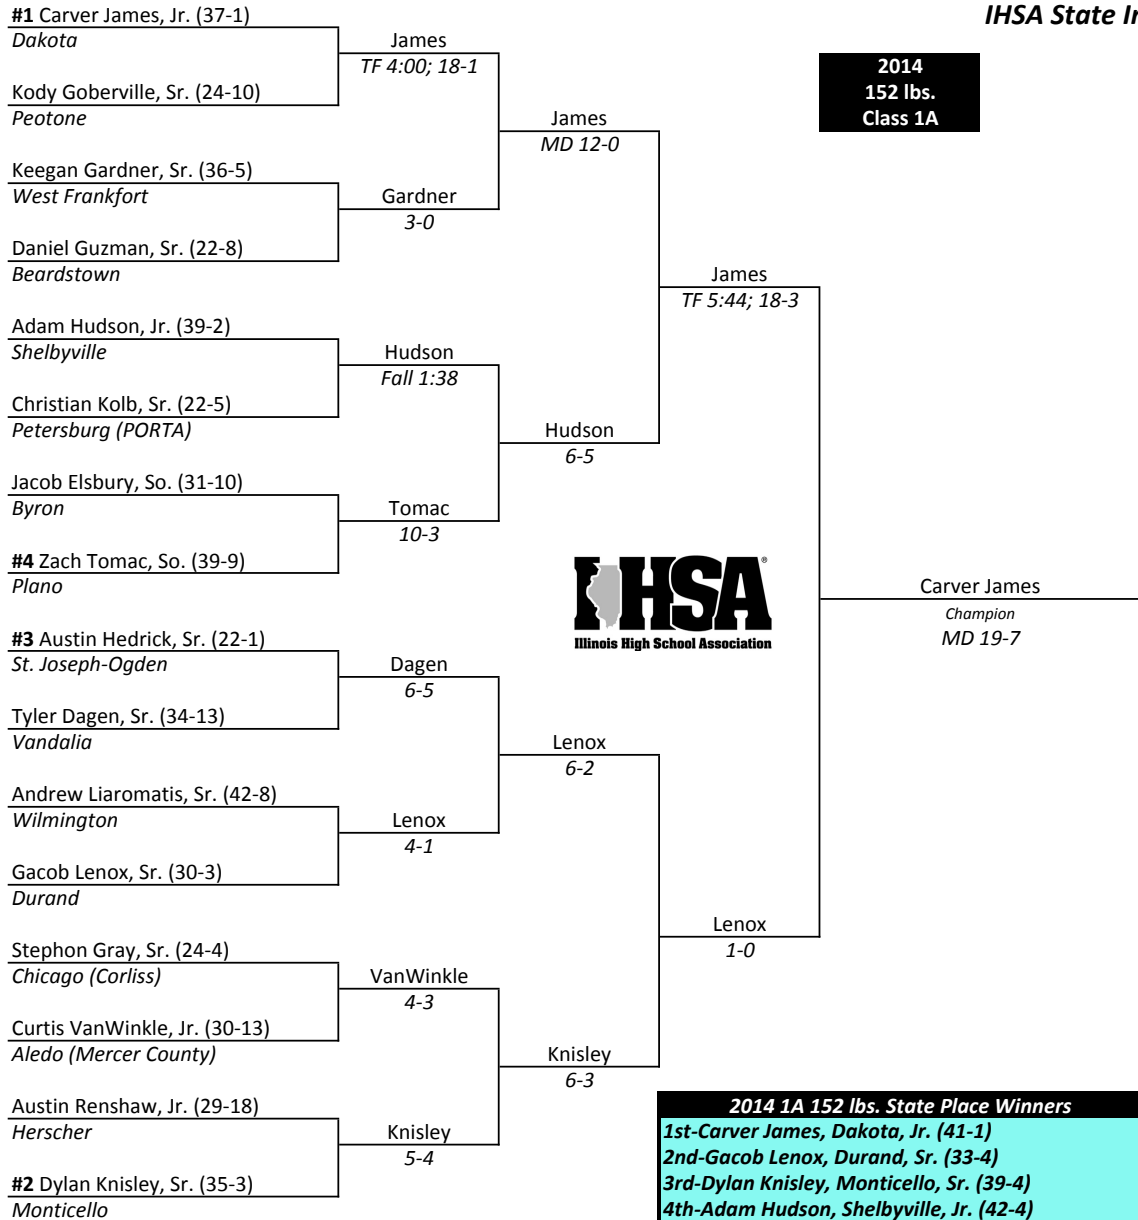 IHSA State In
2014
152 lbs.
Class 1A
#1 Carver James, Jr. (37-1)
Dakota
James
TF 4:00; 18-1
Kody Goberville, Sr. (24-10)
Peotone
James
MD 12-0
Keegan Gardner, Sr. (36-5)
West Frankfort
Gardner
3-0
Daniel Guzman, Sr. (22-8)
Beardstown
James
TF 5:44; 18-3
Adam Hudson, Jr. (39-2)
Shelbyville
Hudson
Fall 1:38
Christian Kolb, Sr. (22-5)
Petersburg (PORTA)
Hudson
6-5
Jacob Elsbury, So. (31-10)
Byron
Tomac
10-3
#4 Zach Tomac, So. (39-9)
Plano
IHSA®
Illinois High School Association
Carver James
Champion
MD 19-7
#3 Austin Hedrick, Sr. (22-1)
St. Joseph-Ogden
Dagen
6-5
Tyler Dagen, Sr. (34-13)
Vandalia
Lenox
6-2
Andrew Liaromatis, Sr. (42-8)
Wilmington
Lenox
4-1
Gacob Lenox, Sr. (30-3)
Durand
Lenox
1-0
Stephon Gray, Sr. (24-4)
Chicago (Corliss)
VanWinkle
4-3
Curtis VanWinkle, Jr. (30-13)
Aledo (Mercer County)
Knisley
6-3
Austin Renshaw, Jr. (29-18)
Herscher
Knisley
5-4
#2 Dylan Knisley, Sr. (35-3)
Monticello
2014 1A 152 lbs. State Place Winners
1st-Carver James, Dakota, Jr. (41-1)
2nd-Gacob Lenox, Durand, Sr. (33-4)
3rd-Dylan Knisley, Monticello, Sr. (39-4)
4th-Adam Hudson, Shelbyville, Jr. (42-4)